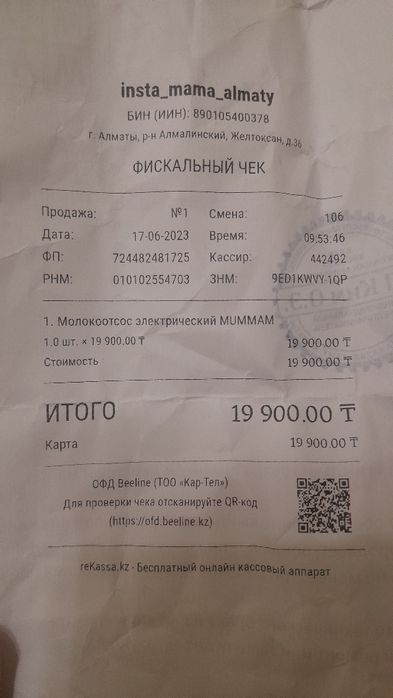 insta_mama_almaty
БИН (ИИН): 890105400378
г. Алматы, р-н Алмалинский, Желтоксан, д.36
ФИСКАЛЬНЫЙ ЧЕК
Продажа: №1 Смена: 106
Дата: 17-06-2023 Время: 09:53:46
ФП: 724482481725 Кассир: 442492
РНМ: 010102554703 ЗНМ: 9ED1KWVY-1QP
1. Молокоотсос электрический MUMMAM
1.0 шт. × 19 900.00 ₸ 19 900.00 ₸
Стоимость 19 900.00 ₸
ИТОГО 19 900.00 ₸
Карта 19 900.00 ₸
ОФД Beeline (ТОО «Кар-Тел»)
Для проверки чека отсканируйте QR-код
(https://ofd.beeline.kz)
reKassa.kz - Бесплатный онлайн кассовый аппарат